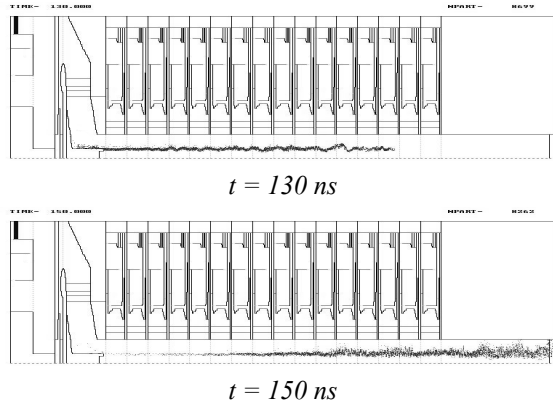 TIME- 130.000 NPART- 8699
t = 130 ns
TIME- 150.000 NPART- 8262
t = 150 ns